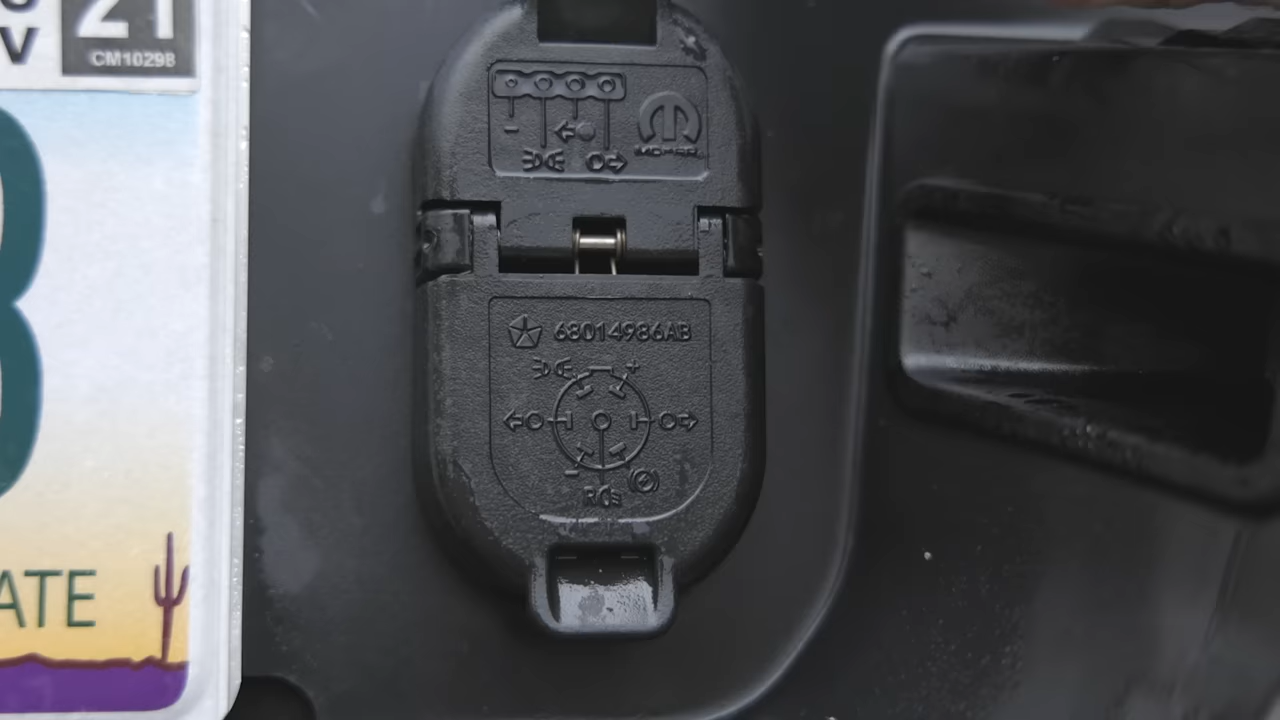 V
21
CM10298
ATE
MOPAR
68014986AB
+
-
-